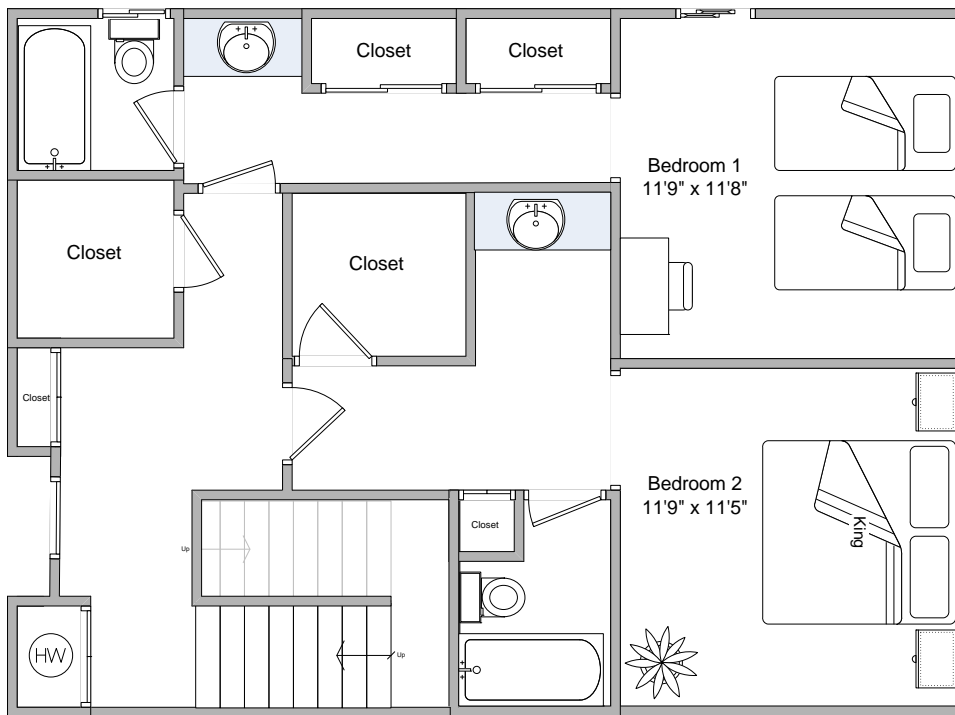 Closet
Closet
Bedroom 1
11'9" x 11'8"
Closet
Closet
Closet
Bedroom 2
11'9" x 11'5"
King
Closet
Up
HW
Up